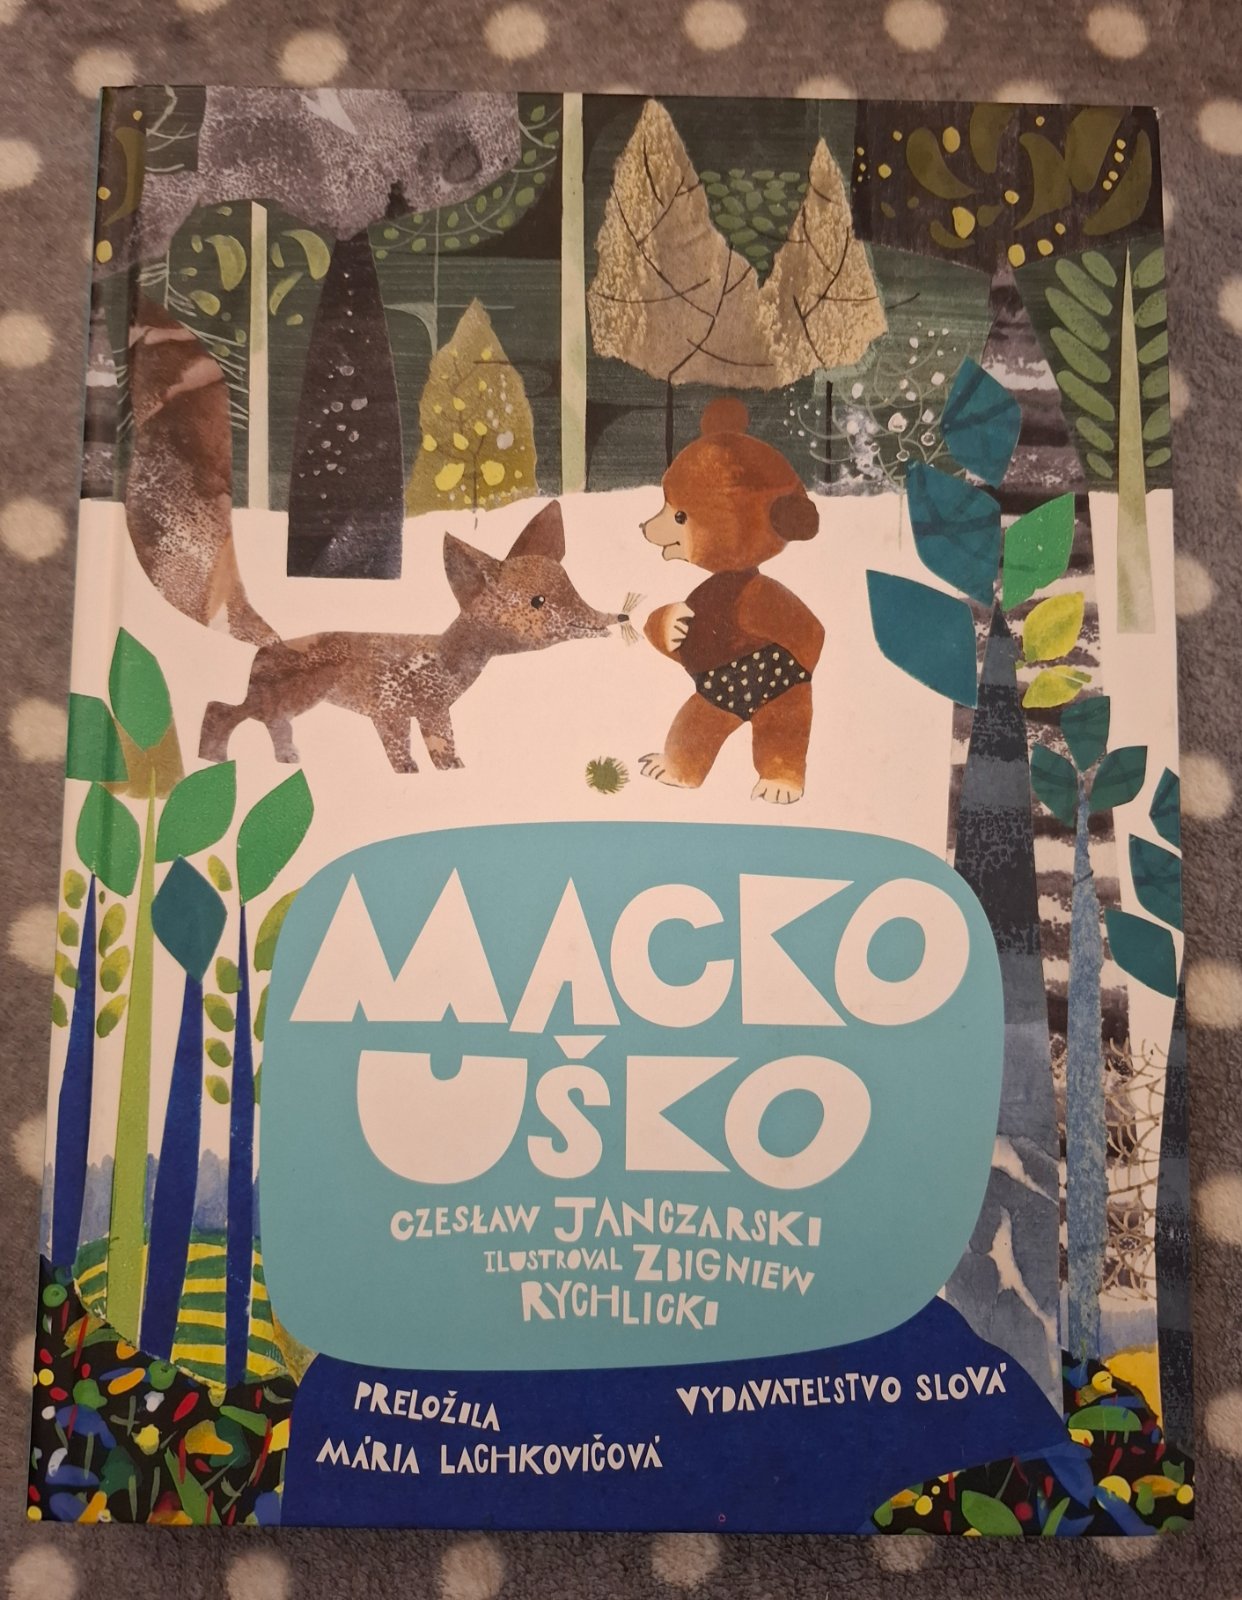 MACKO
UŠKO
CZESŁAW JANCZARSKI
ILUSTROVAL ZBIGNIEW
RYCHLICKI
PRELOŽILA
MÁRIA LACHKOVIČOVÁ
VYDAVATEĽSTVO SLOVÁ